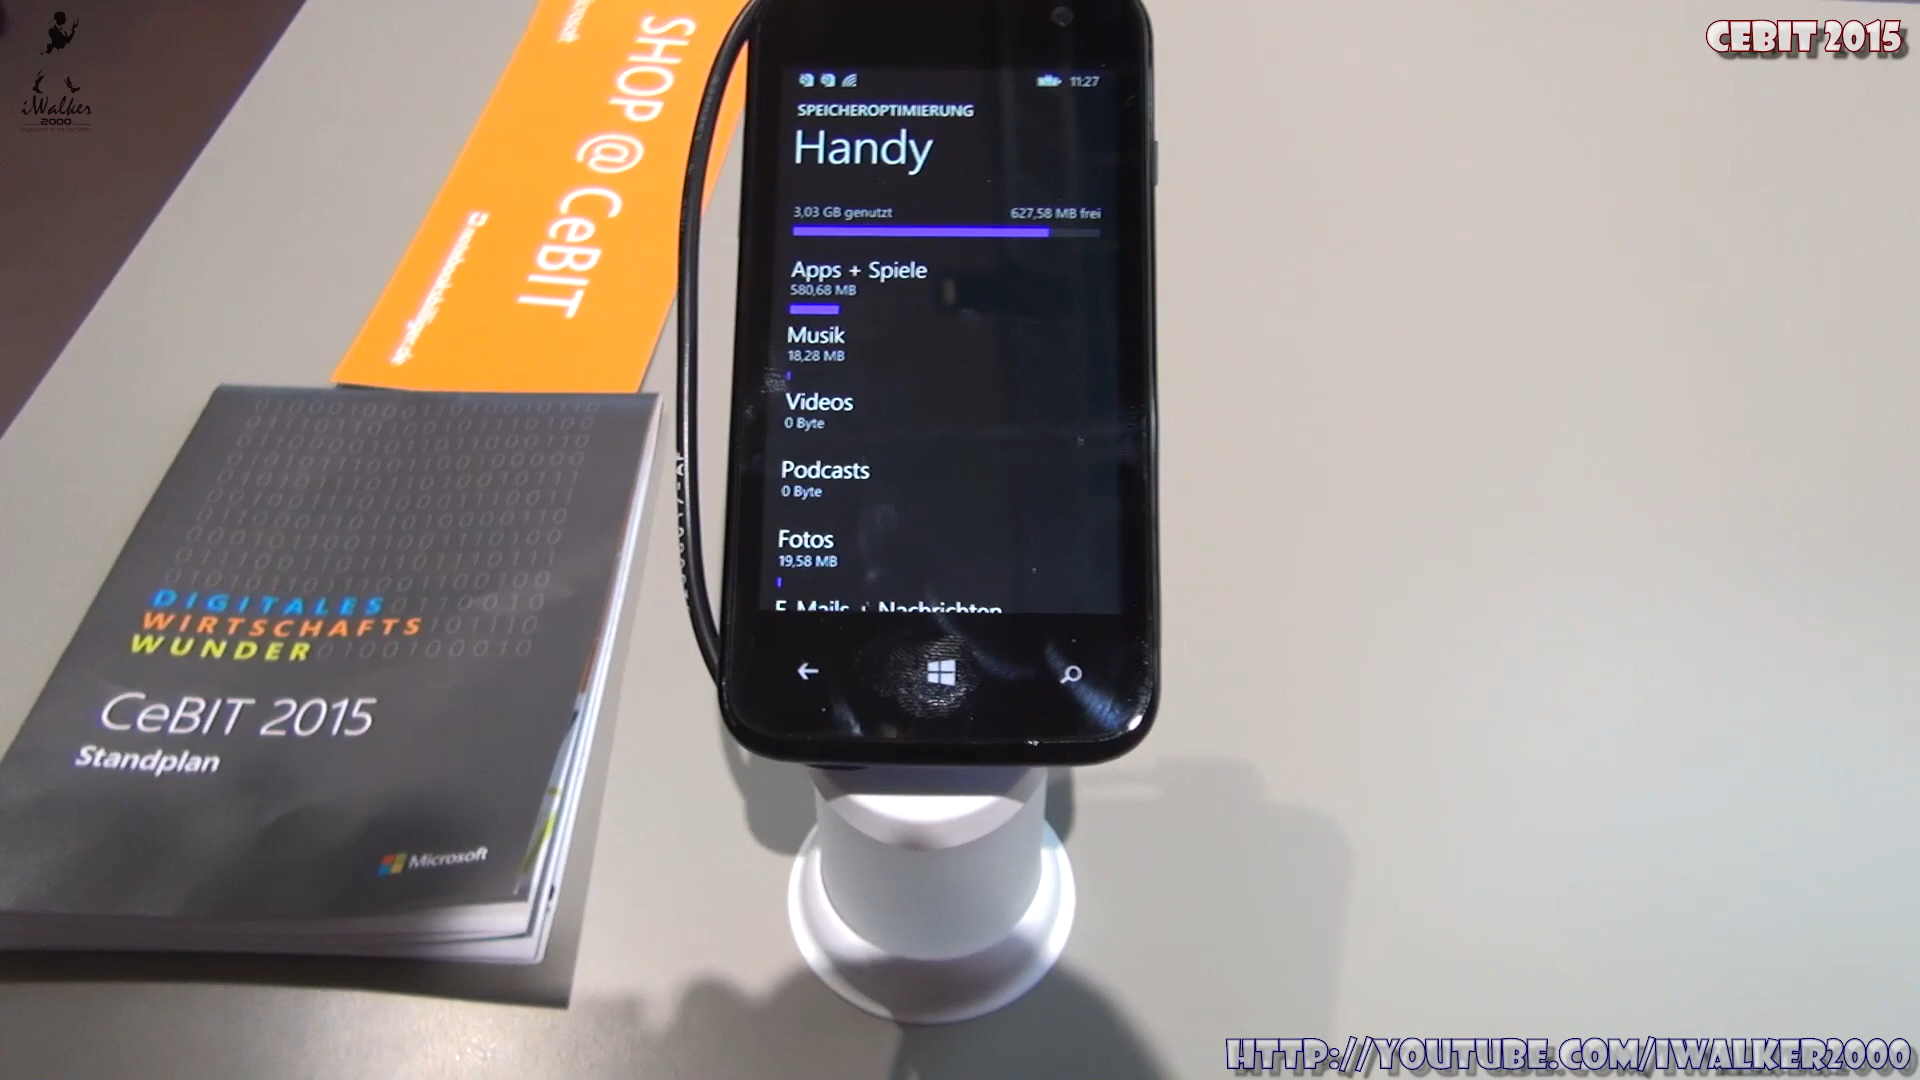 iWalker
2000
CEBIT 2015
SHOP @ CeBIT
notebooksbilliger.de
11:27
SPEICHEROPTIMIERUNG
Handy
3,03 GB genutzt
627,58 MB frei
Apps + Spiele
580,68 MB
Musik
18,28 MB
Videos
0 Byte
Podcasts
0 Byte
Fotos
19,58 MB
E-Mails + Nachrichten
DIGITALES
WIRTSCHAFTS
WUNDER
CeBIT 2015
Standplan
Microsoft
HTTP://YOUTUBE.COM/IWALKER2000